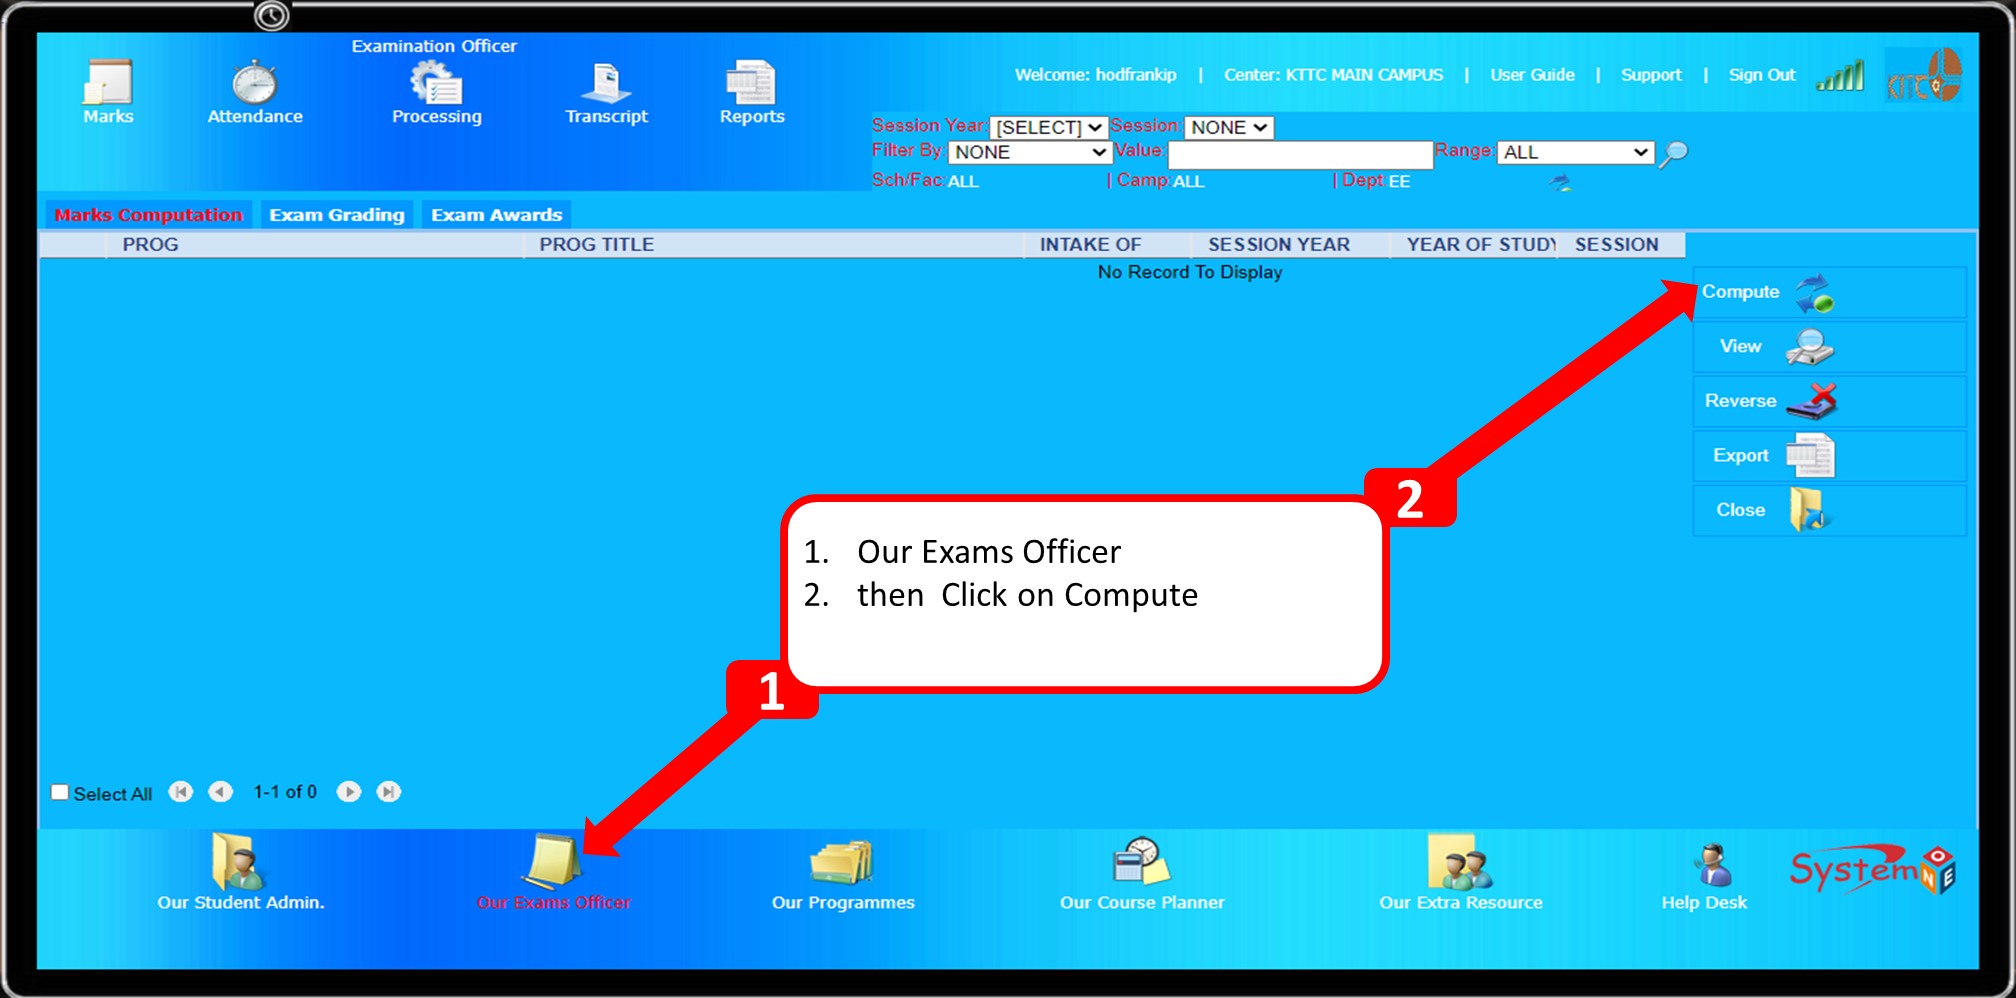 Examination Officer
Marks
Attendance
Processing
Transcript
Reports
Welcome: hodfrankip | Center: KTTC MAIN CAMPUS | User Guide | Support | Sign Out
KTTC
Session Year: [SELECT] Session: NONE
Filter By: NONE Value: Range: ALL
Sch/Fac: ALL | Camp: ALL | Dept: EE
Marks Computation Exam Grading Exam Awards
PROG PROG TITLE INTAKE OF SESSION YEAR YEAR OF STUDY SESSION
No Record To Display
Compute
View
Reverse
Export
Close
2
1. Our Exams Officer
2. then Click on Compute
1
Select All 1-1 of 0
Our Student Admin.
Our Exams Officer
Our Programmes
Our Course Planner
Our Extra Resource
Help Desk
System ONE